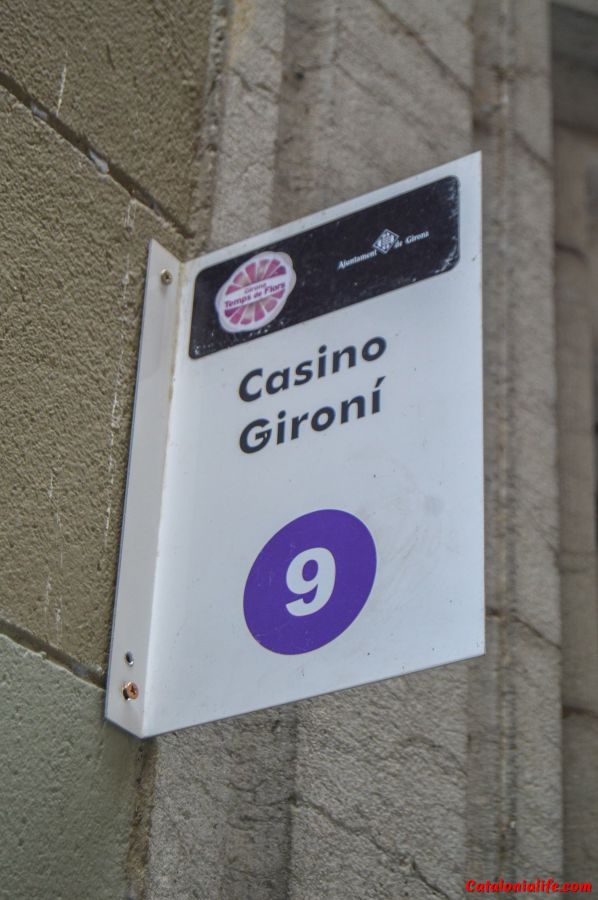 Girona
Temps de Flors
Ajuntament de Girona
Casino
Gironí
9
Catalonialife.com